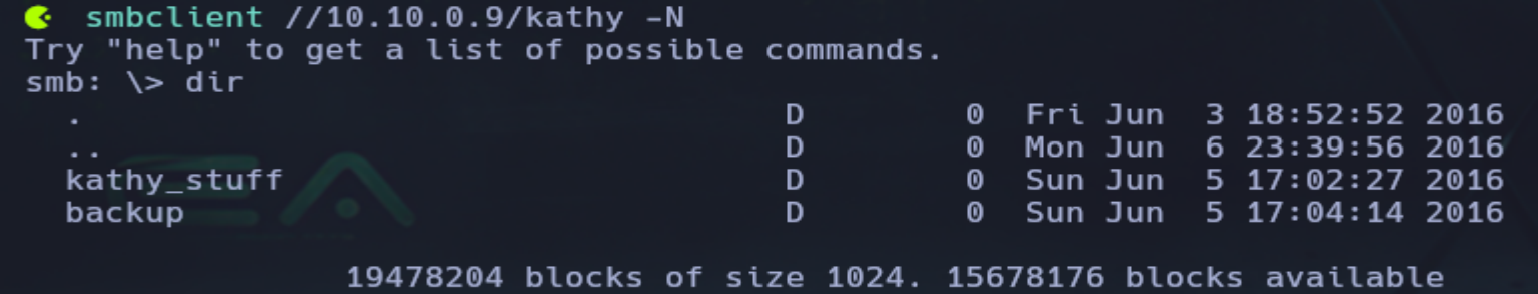 smbclient //10.10.0.9/kathy -N
Try "help" to get a list of possible commands.
smb: \> dir
. D 0 Fri Jun 3 18:52:52 2016
.. D 0 Mon Jun 6 23:39:56 2016
kathy_stuff D 0 Sun Jun 5 17:02:27 2016
backup D 0 Sun Jun 5 17:04:14 2016
19478204 blocks of size 1024. 15678176 blocks available